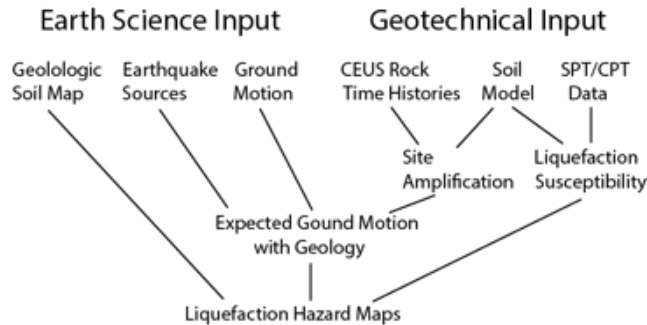 Earth Science Input
Geotechnical Input
Geolologic
Soil Map
Earthquake
Sources
Ground
Motion
CEUS Rock
Time Histories
Soil
Model
SPT/CPT
Data
Site
Amplification
Liquefaction
Susceptibility
Expected Gound Motion
with Geology
Liquefaction Hazard Maps